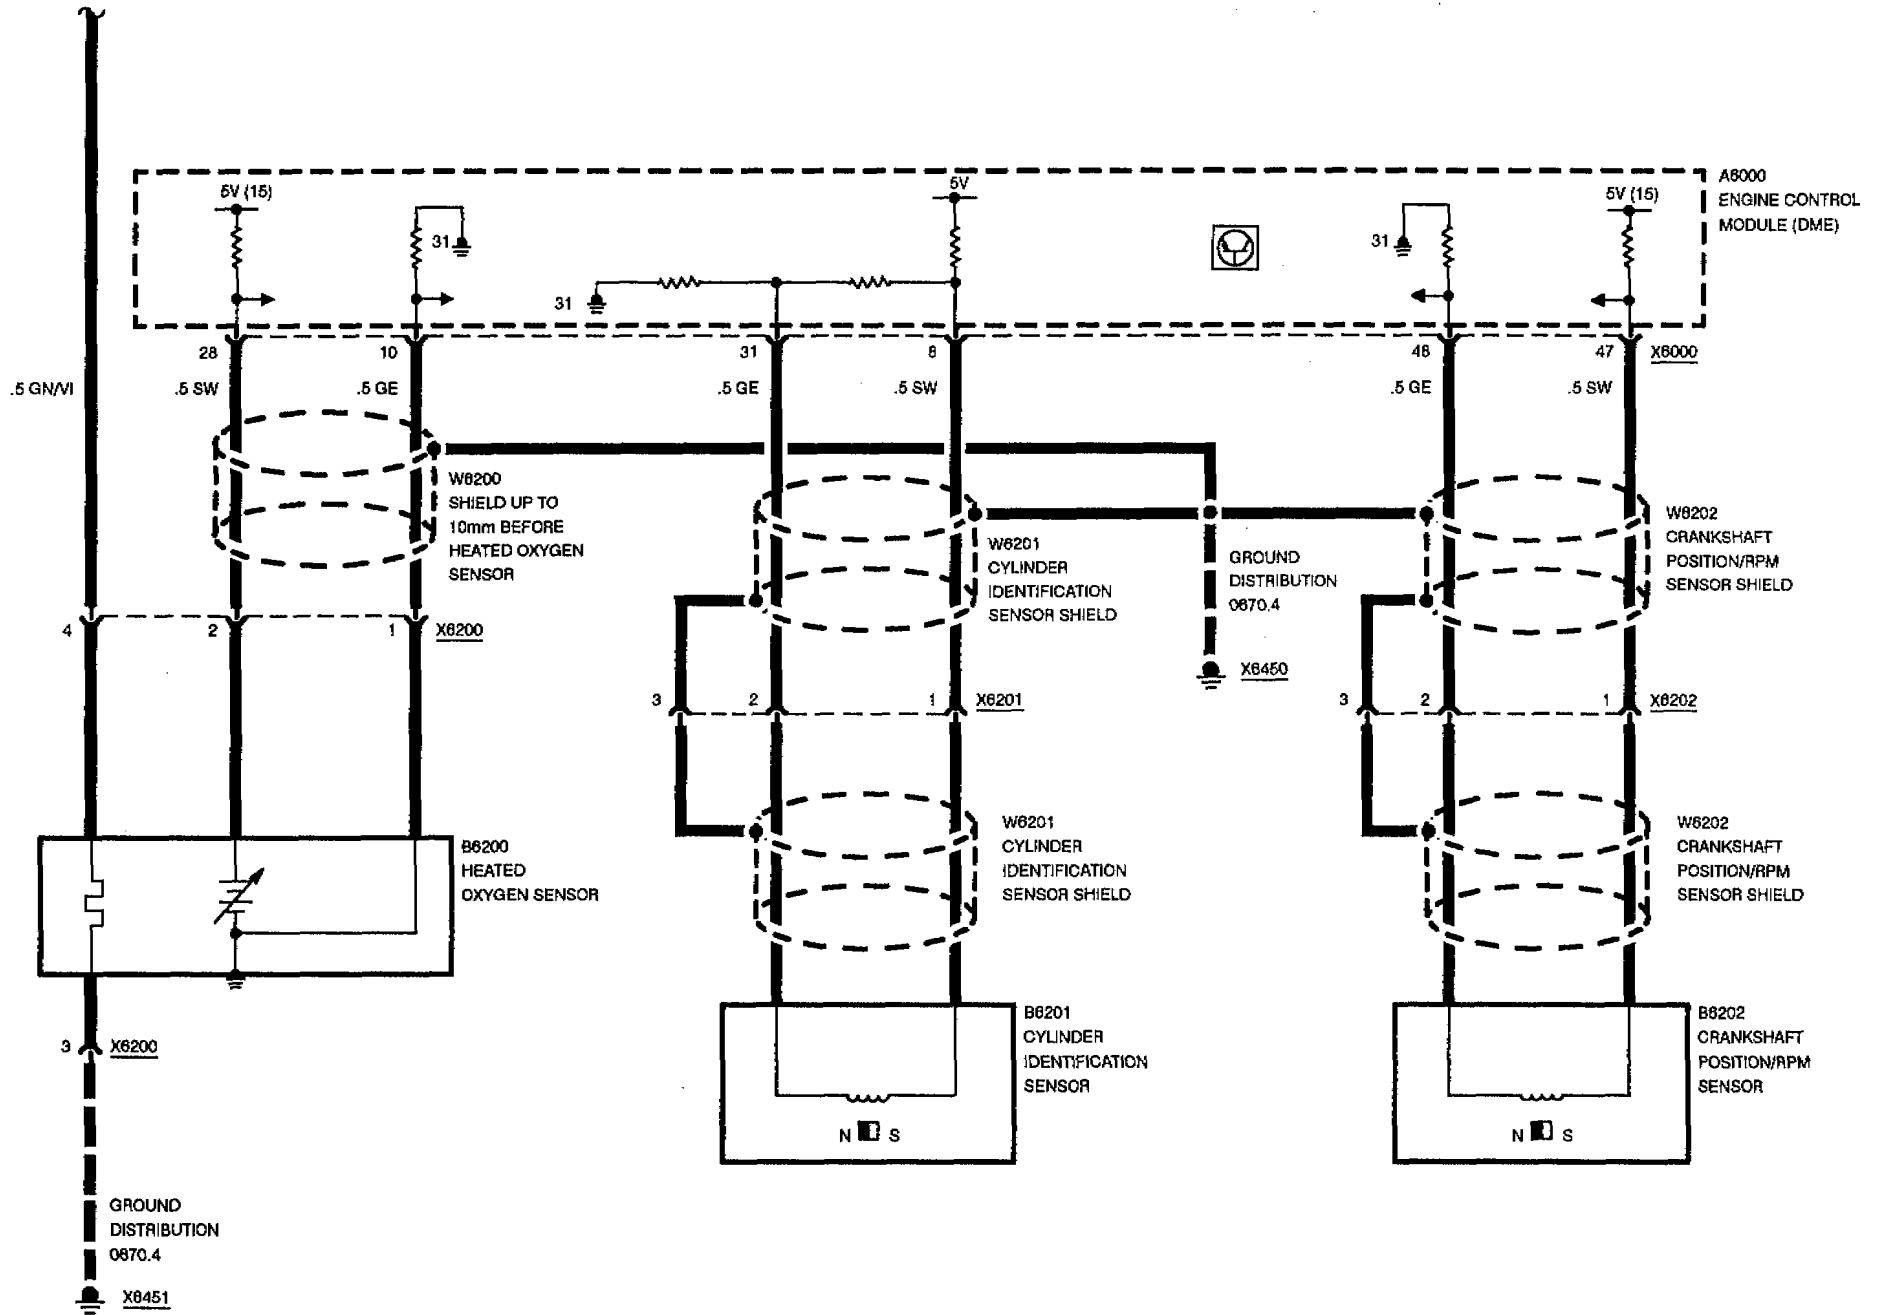 5V (15)
31
31
5V
31
5V (15)
A6000
ENGINE CONTROL
MODULE (DME)
28
10
31
8
46
47
X6000
.5 GN/VI
.5 SW
.5 GE
.5 GE
.5 SW
.5 GE
.5 SW
W6200
SHIELD UP TO
10mm BEFORE
HEATED OXYGEN
SENSOR
W6201
CYLINDER
IDENTIFICATION
SENSOR SHIELD
GROUND
DISTRIBUTION
0670.4
W6202
CRANKSHAFT
POSITION/RPM
SENSOR SHIELD
4
2
1
X6200
X6450
3
2
1
X6201
3
2
1
X6202
W6201
CYLINDER
IDENTIFICATION
SENSOR SHIELD
W6202
CRANKSHAFT
POSITION/RPM
SENSOR SHIELD
B6200
HEATED
OXYGEN SENSOR
B6201
CYLINDER
IDENTIFICATION
SENSOR
N S
B6202
CRANKSHAFT
POSITION/RPM
SENSOR
N S
3
X6200
GROUND
DISTRIBUTION
0670.4
X6451